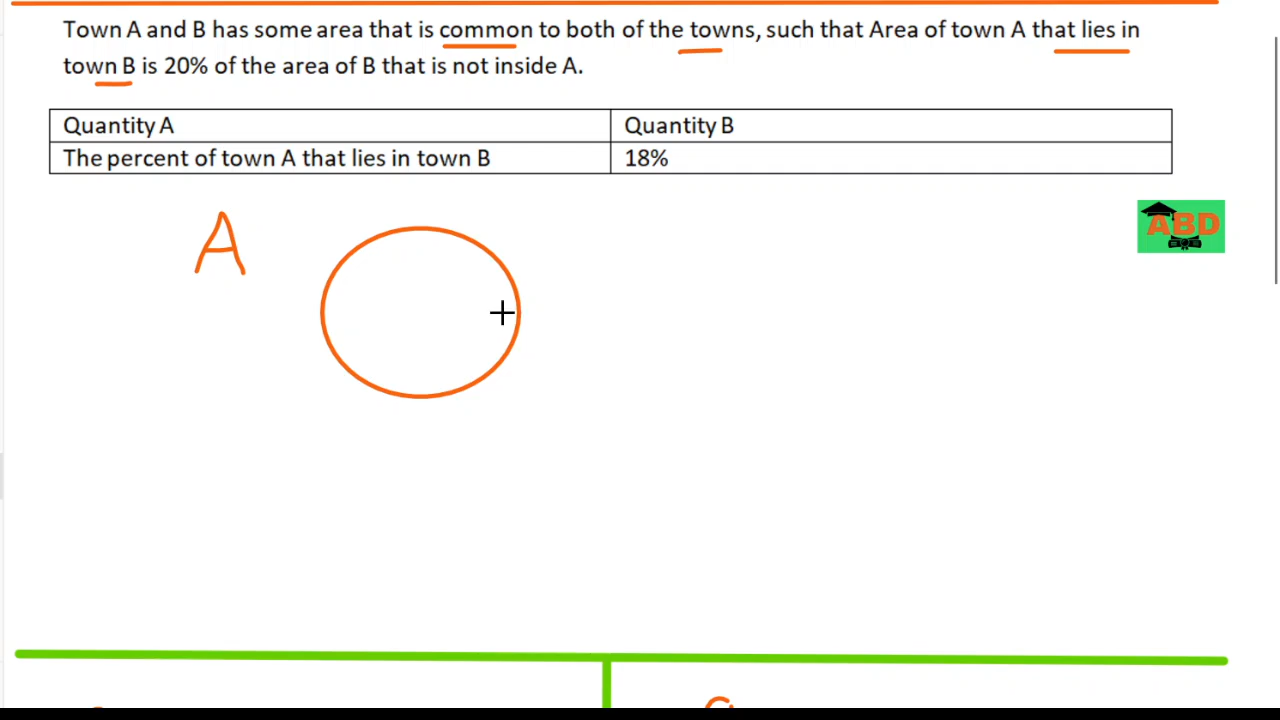 Town A and B has some area that is common to both of the towns, such that Area of town A that lies in
town B is 20% of the area of B that is not inside A.
Quantity A Quantity B
The percent of town A that lies in town B 18%
ABD
A